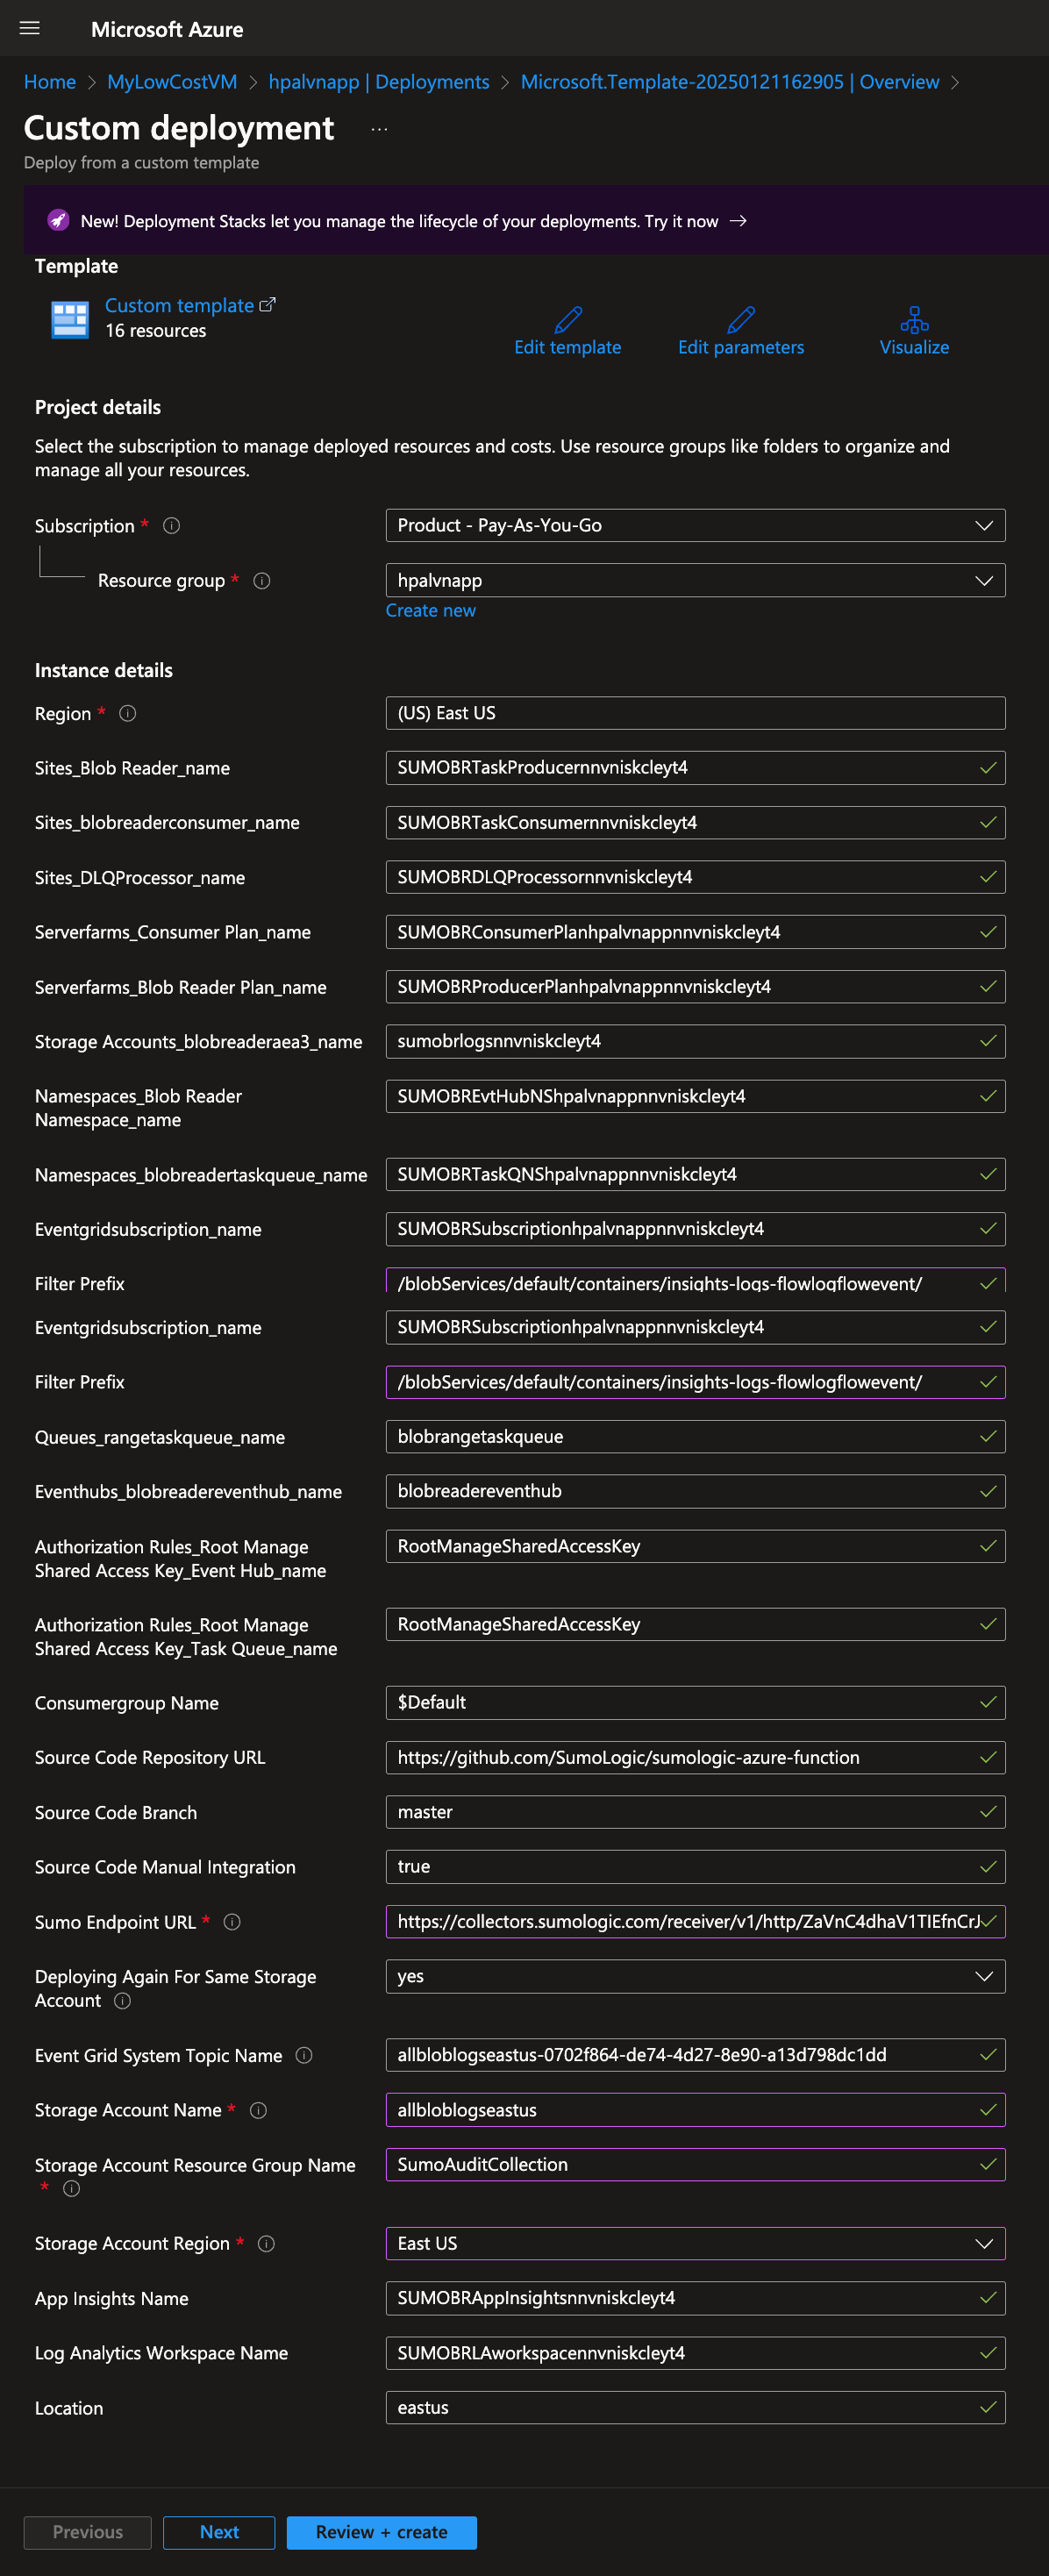 Microsoft Azure
Home > MyLowCostVM > hpalvnapp | Deployments > Microsoft.Template-20250121162905 | Overview >
Custom deployment ...
Deploy from a custom template
New! Deployment Stacks let you manage the lifecycle of your deployments. Try it now →
Template
Custom template
16 resources
Edit template
Edit parameters
Visualize
Project details
Select the subscription to manage deployed resources and costs. Use resource groups like folders to organize and
manage all your resources.
Subscription *
Product - Pay-As-You-Go
Resource group *
hpalvnapp
Create new
Instance details
Region *
(US) East US
Sites_Blob Reader_name
SUMOBRTaskProducernnvniskcleyt4
Sites_blobreaderconsumer_name
SUMOBRTaskConsumernnvniskcleyt4
Sites_DLQProcessor_name
SUMOBRDLQProcessornnvniskcleyt4
Serverfarms_Consumer Plan_name
SUMOBRConsumerPlanhpalvnappnnvniskcleyt4
Serverfarms_Blob Reader Plan_name
SUMOBRProducerPlanhpalvnappnnvniskcleyt4
Storage Accounts_blobreaderaea3_name
sumobrlogsnnvniskcleyt4
Namespaces_Blob Reader
Namespace_name
SUMOBREvtHubNShpalvnappnnvniskcleyt4
Namespaces_blobreadertaskqueue_name
SUMOBRTaskQNShpalvnappnnvniskcleyt4
Eventgridsubscription_name
SUMOBRSubscriptionhpalvnappnnvniskcleyt4
Filter Prefix
/blobServices/default/containers/insights-logs-flowlogflowevent/
Eventgridsubscription_name
SUMOBRSubscriptionhpalvnappnnvniskcleyt4
Filter Prefix
/blobServices/default/containers/insights-logs-flowlogflowevent/
Queues_rangetaskqueue_name
blobrangetaskqueue
Eventhubs_blobreadereventhub_name
blobreadereventhub
Authorization Rules_Root Manage
Shared Access Key_Event Hub_name
RootManageSharedAccessKey
Authorization Rules_Root Manage
Shared Access Key_Task Queue_name
RootManageSharedAccessKey
Consumergroup Name
$Default
Source Code Repository URL
https://github.com/SumoLogic/sumologic-azure-function
Source Code Branch
master
Source Code Manual Integration
true
Sumo Endpoint URL *
https://collectors.sumologic.com/receiver/v1/http/ZaVnC4dhaV1TIEfnCrJ
Deploying Again For Same Storage
Account
yes
Event Grid System Topic Name
allbloblogseastus-0702f864-de74-4d27-8e90-a13d798dc1dd
Storage Account Name *
allbloblogseastus
Storage Account Resource Group Name
*
SumoAuditCollection
Storage Account Region *
East US
App Insights Name
SUMOBRAppInsightsnnvniskcleyt4
Log Analytics Workspace Name
SUMOBRLAworkspacennvniskcleyt4
Location
eastus
Previous
Next
Review + create